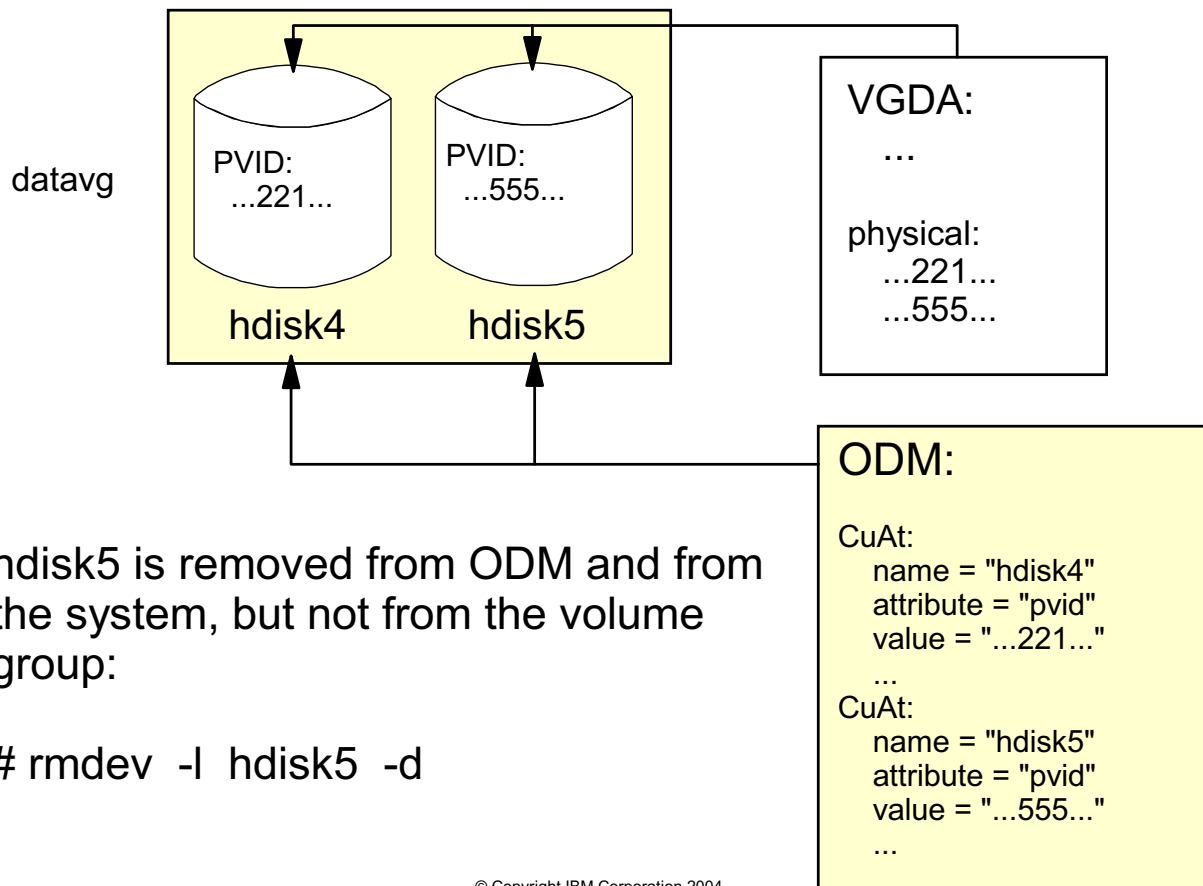 datavg
PVID:
...221...
PVID:
...555...
hdisk4
hdisk5
VGDA:
...
physical:
...221...
...555...
hdisk5 is removed from ODM and from
the system, but not from the volume
group:
# rmdev -l hdisk5 -d
ODM:
CuAt:
name = "hdisk4"
attribute = "pvid"
value = "...221..."
...
CuAt:
name = "hdisk5"
attribute = "pvid"
value = "...555..."
...
© Copyright IBM Corporation 2004